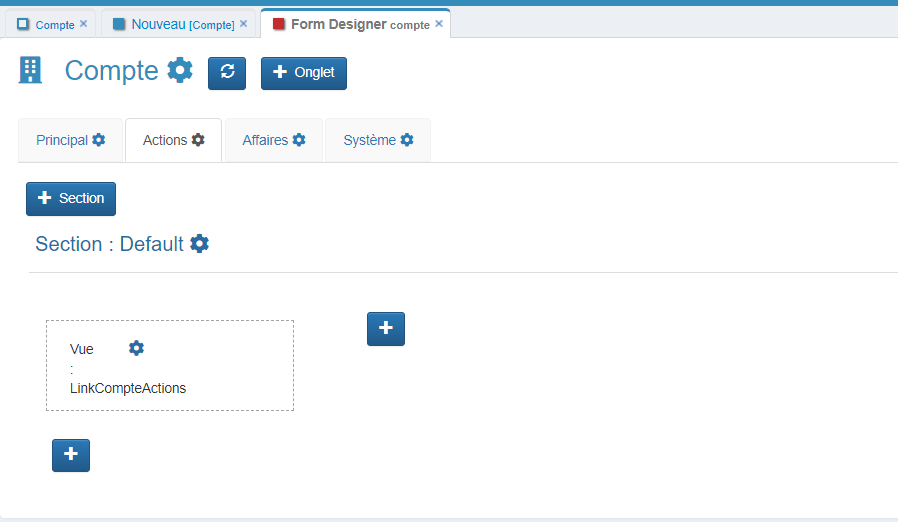 Compte × Nouveau [Compte] × Form Designer compte ×
Compte Onglet
Principal Actions Affaires Système
Section
Section : Default
Vue
:
LinkCompteActions